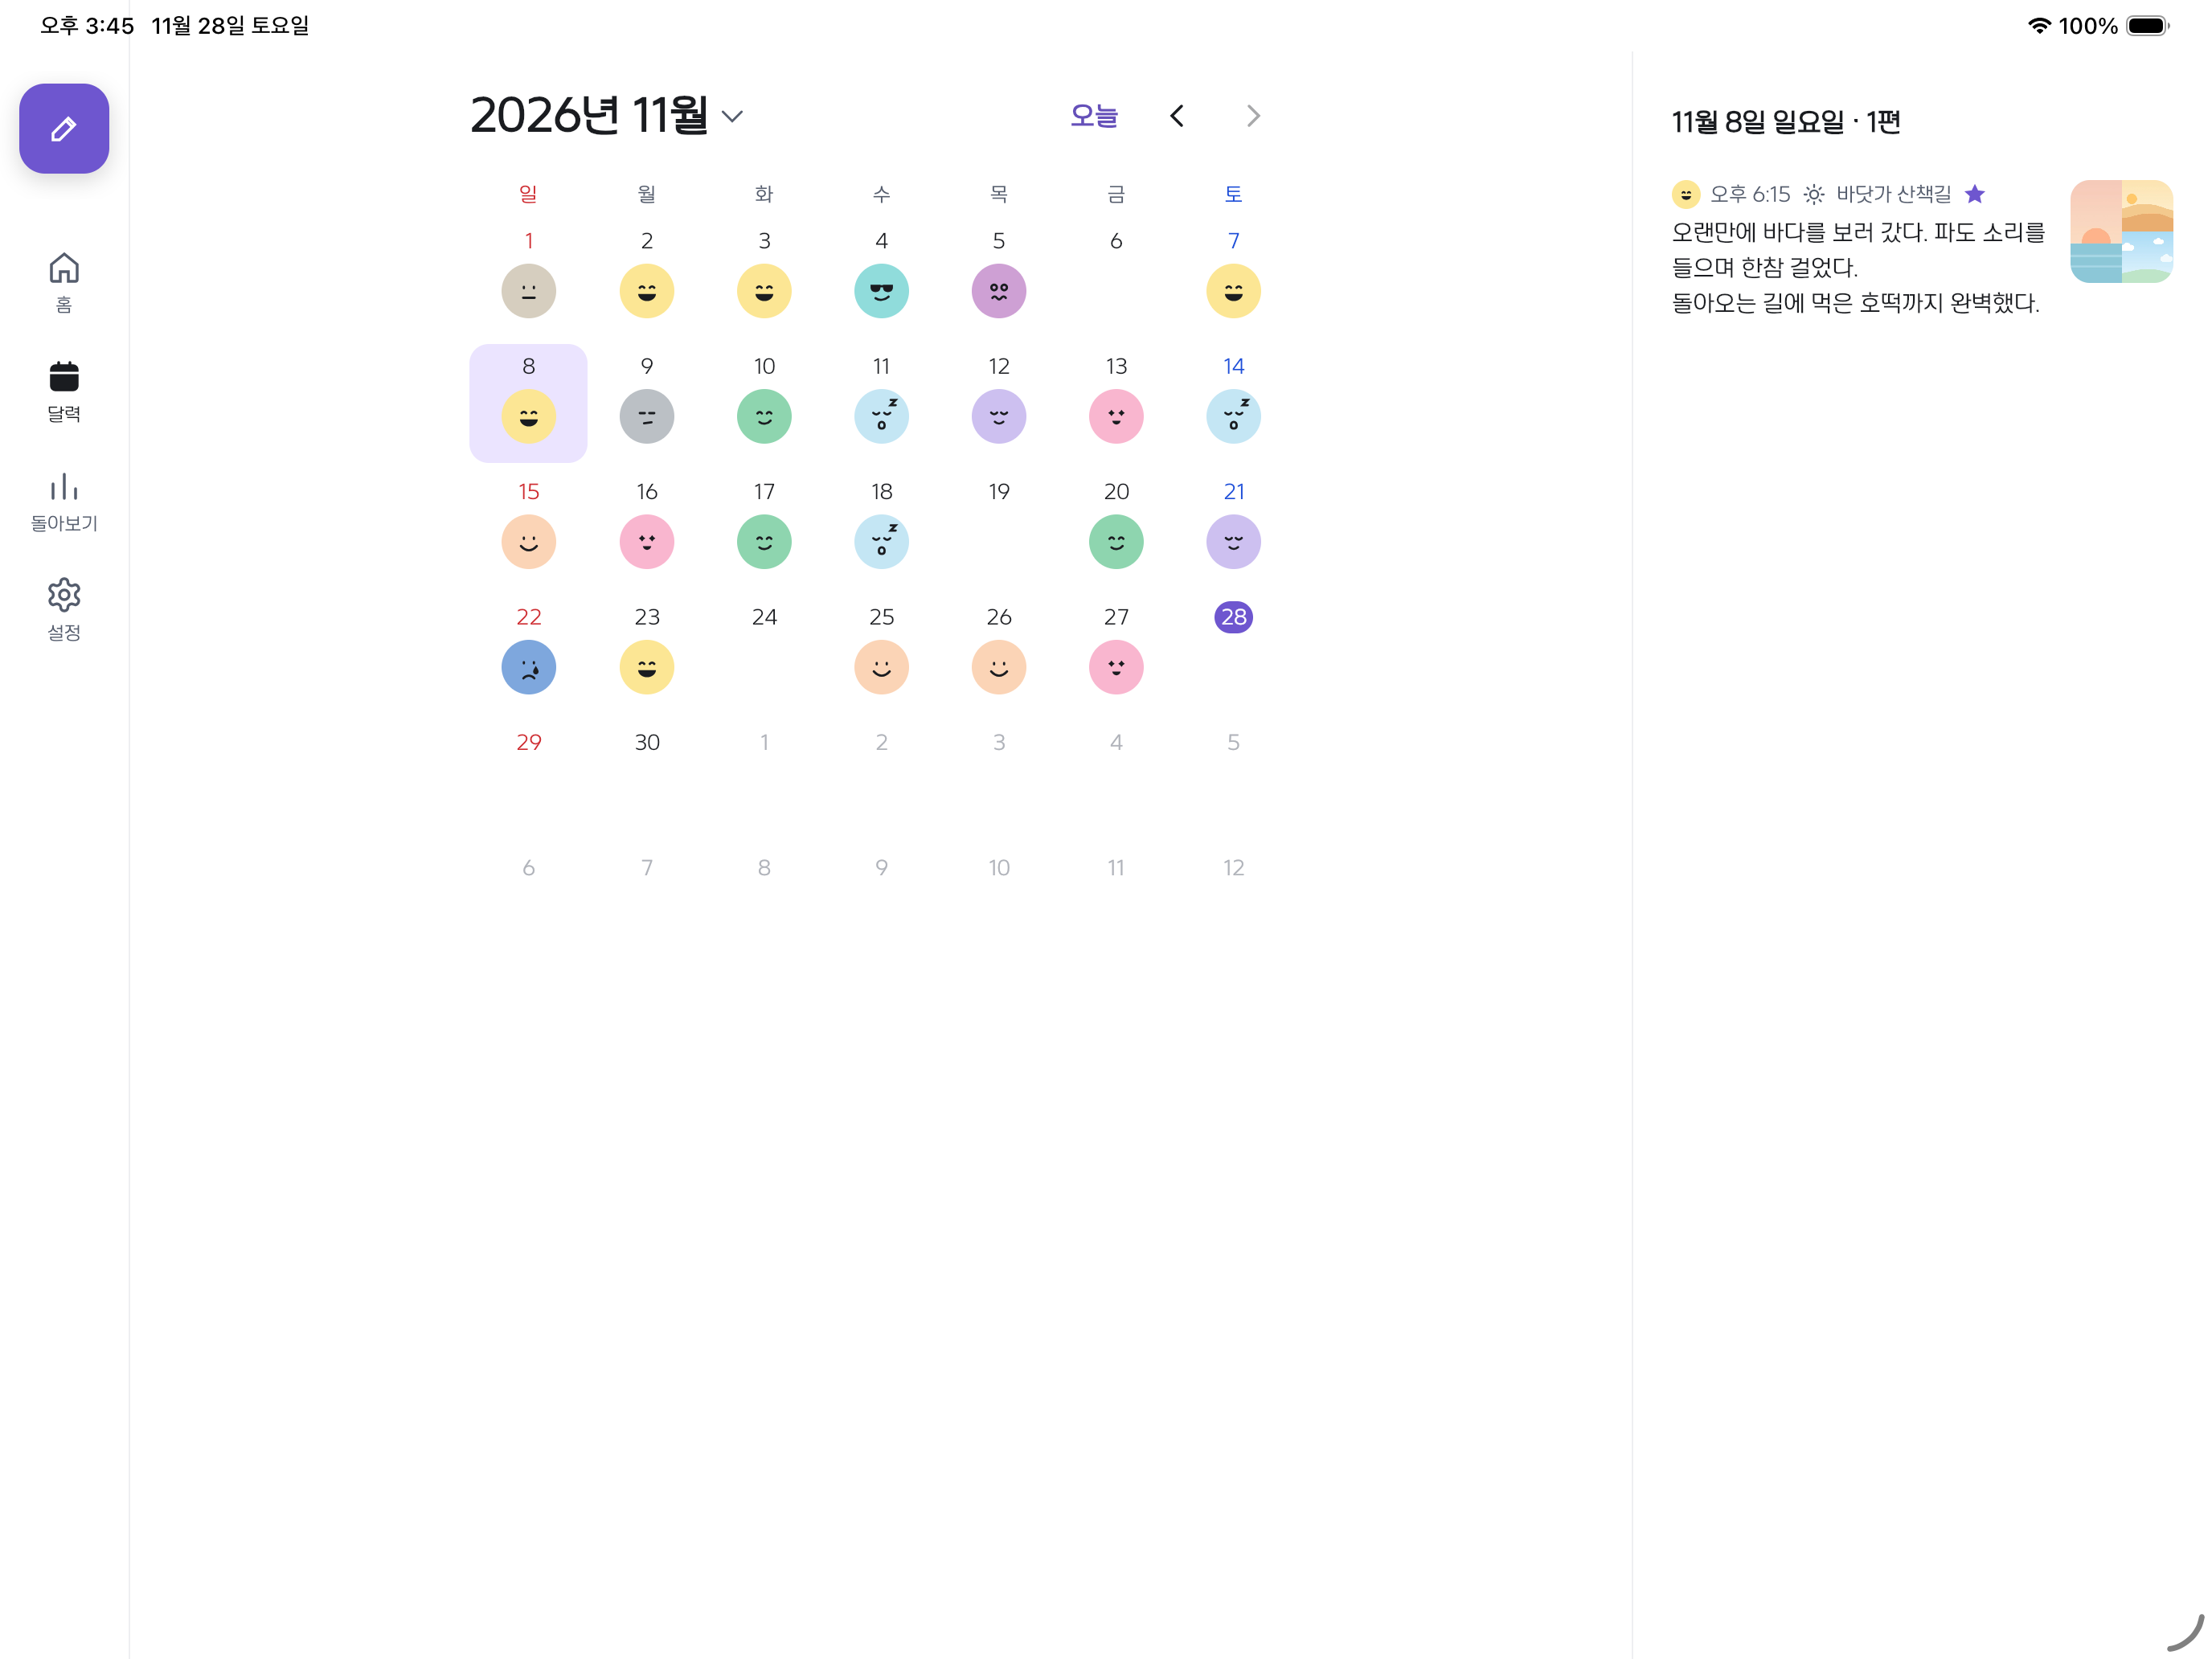 오후 3:45 11월 28일 토요일
100%
홈
달력
돌아보기
설정
2026년 11월
오늘
일 월 화 수 목 금 토
1 2 3 4 5 6 7
8 9 10 11 12 13 14
15 16 17 18 19 20 21
22 23 24 25 26 27 28
29 30 1 2 3 4 5
6 7 8 9 10 11 12
11월 8일 일요일 · 1편
오후 6:15 바닷가 산책길
오랜만에 바다를 보러 갔다. 파도 소리를
들으며 한참 걸었다.
돌아오는 길에 먹은 호떡까지 완벽했다.